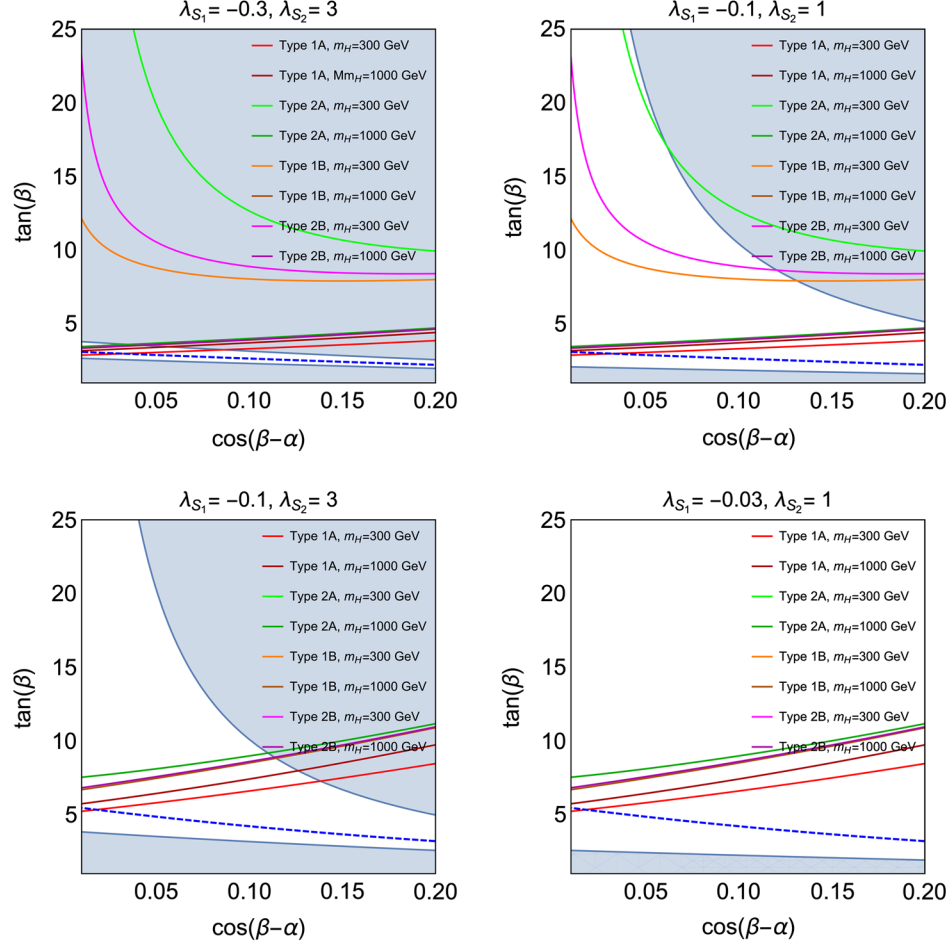 λS₁= −0.3, λS₂= 3
25
20
15
10
5
tan(β)
Type 1A, mH=300 GeV
Type 1A, MmH=1000 GeV
Type 2A, mH=300 GeV
Type 2A, mH=1000 GeV
Type 1B, mH=300 GeV
Type 1B, mH=1000 GeV
Type 2B, mH=300 GeV
Type 2B, mH=1000 GeV
0.05 0.10 0.15 0.20
cos(β−α)
λS₁= −0.1, λS₂= 1
25
20
15
10
5
tan(β)
Type 1A, mH=300 GeV
Type 1A, mH=1000 GeV
Type 2A, mH=300 GeV
Type 2A, mH=1000 GeV
Type 1B, mH=300 GeV
Type 1B, mH=1000 GeV
Type 2B, mH=300 GeV
Type 2B, mH=1000 GeV
0.05 0.10 0.15 0.20
cos(β−α)
λS₁= −0.1, λS₂= 3
25
20
15
10
5
tan(β)
Type 1A, mH=300 GeV
Type 1A, mH=1000 GeV
Type 2A, mH=300 GeV
Type 2A, mH=1000 GeV
Type 1B, mH=300 GeV
Type 1B, mH=1000 GeV
Type 2B, mH=300 GeV
Type 2B, mH=1000 GeV
0.05 0.10 0.15 0.20
cos(β−α)
λS₁= −0.03, λS₂= 1
25
20
15
10
5
tan(β)
Type 1A, mH=300 GeV
Type 1A, mH=1000 GeV
Type 2A, mH=300 GeV
Type 2A, mH=1000 GeV
Type 1B, mH=300 GeV
Type 1B, mH=1000 GeV
Type 2B, mH=300 GeV
Type 2B, mH=1000 GeV
0.05 0.10 0.15 0.20
cos(β−α)